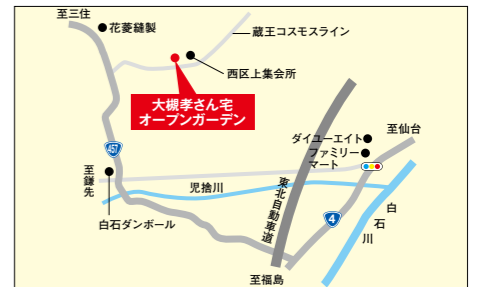 至三住
花菱縫製
蔵王コスモスライン
西区上集会所
大槻孝さん宅
オープンガーデン
457
至仙台
ダイユーエイト
ファミリー
マート
至鎌先
児捨川
東北自動車道
白石川
白石ダンボール
4
至福島